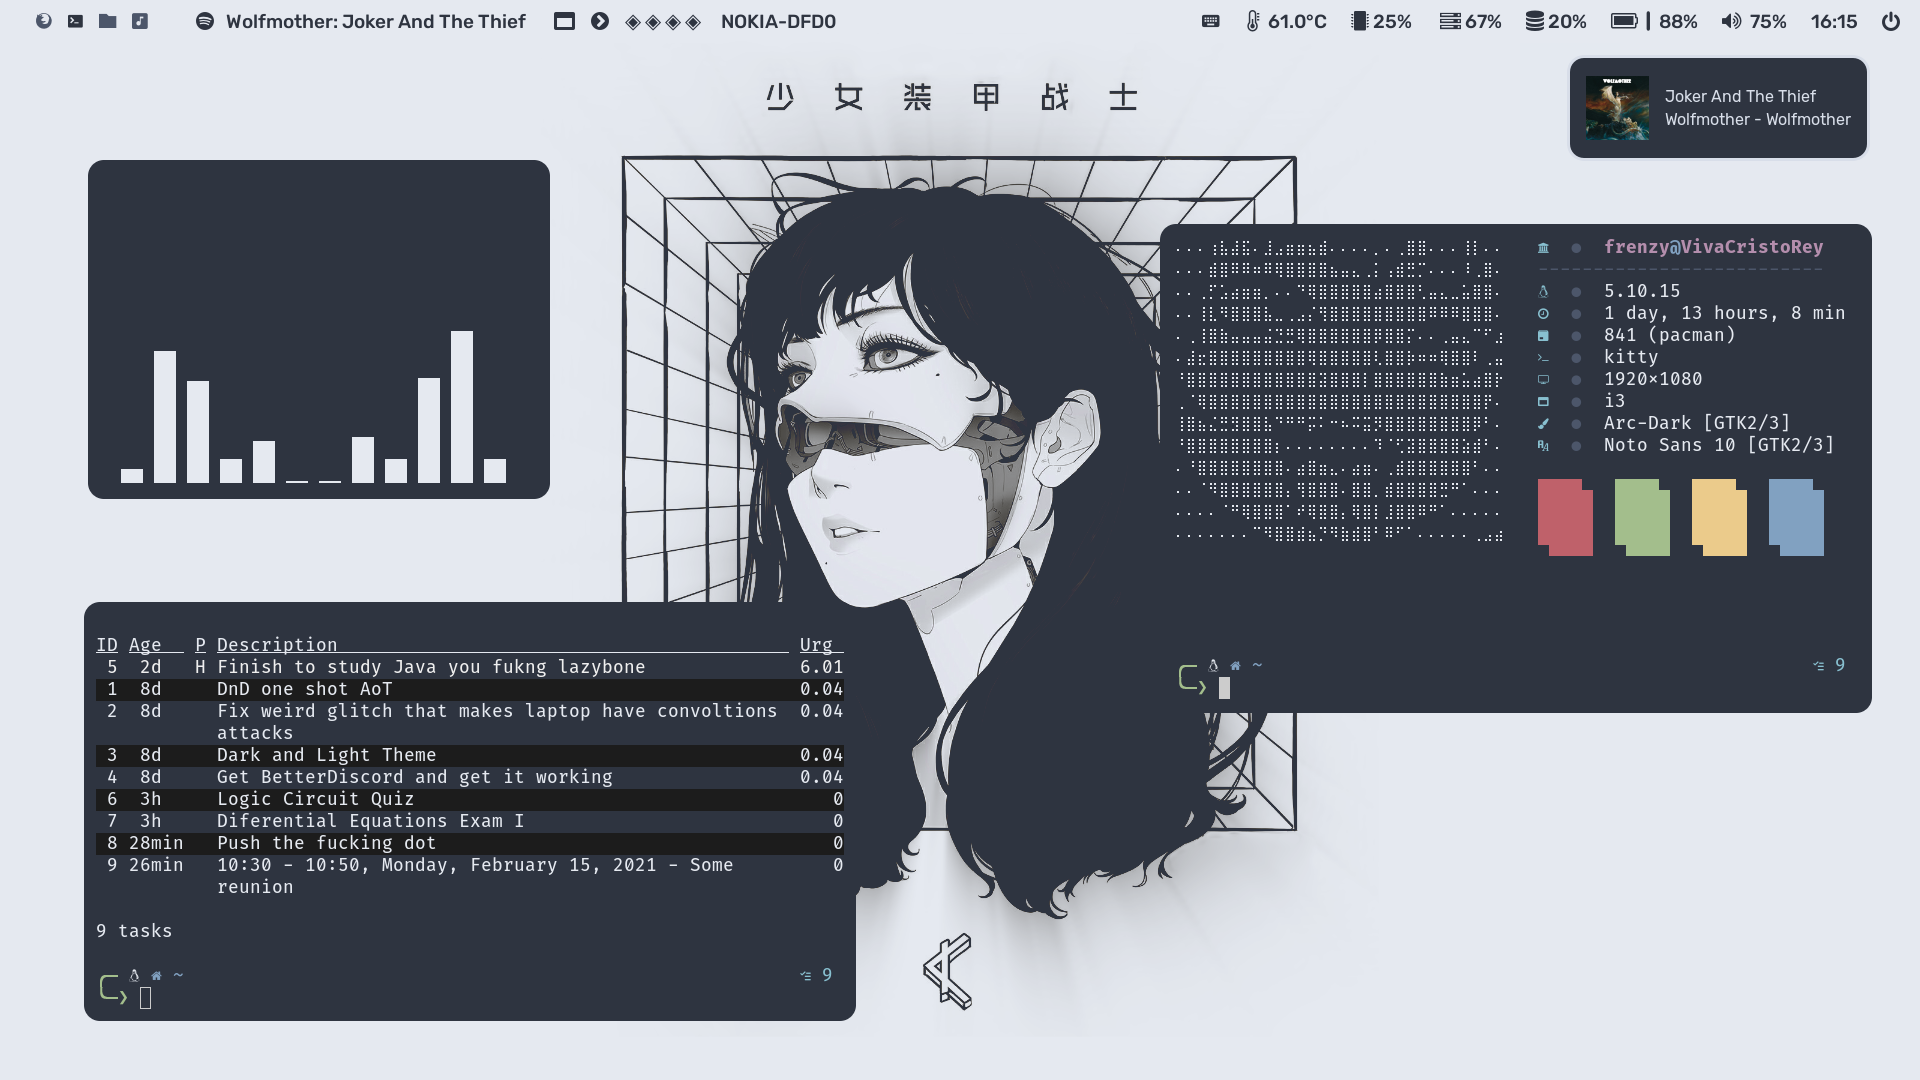 Wolfmother: Joker And The Thief
NOKIA-DFD0
61.0°C
25%
67%
20%
88%
75%
16:15
少女装甲战士
WOLFMOTHER
Joker And The Thief
Wolfmother - Wolfmother
frenzy@VivaCristoRey
5.10.15
1 day, 13 hours, 8 min
841 (pacman)
kitty
1920×1080
i3
Arc-Dark [GTK2/3]
Noto Sans 10 [GTK2/3]
~ 9
ID Age P Description Urg
5 2d H Finish to study Java you fukng lazybone 6.01
1 8d DnD one shot AoT 0.04
2 8d Fix weird glitch that makes laptop have convoltions 0.04
attacks
3 8d Dark and Light Theme 0.04
4 8d Get BetterDiscord and get it working 0.04
6 3h Logic Circuit Quiz 0
7 3h Diferential Equations Exam I 0
8 28min Push the fucking dot 0
9 26min 10:30 - 10:50, Monday, February 15, 2021 - Some 0
reunion
9 tasks
~ 9